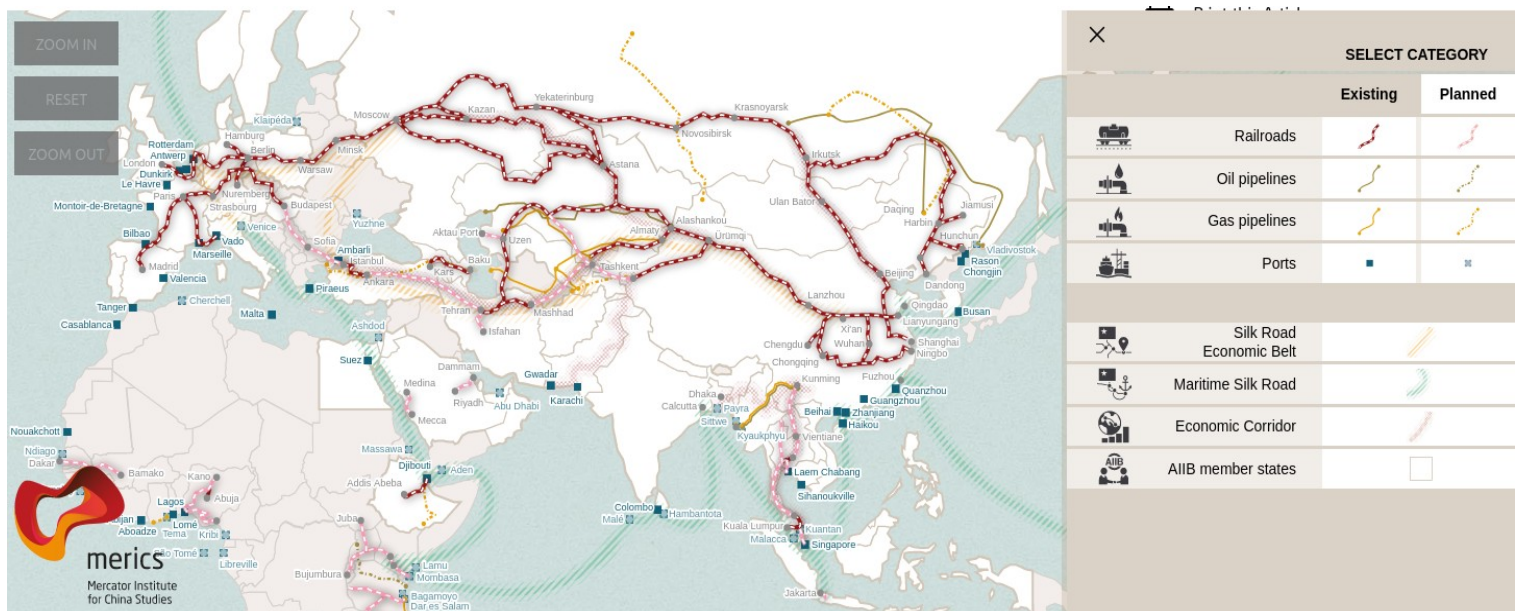 Print this Article
ZOOM IN
RESET
ZOOM OUT
SELECT CATEGORY
Existing
Planned
Railroads
Oil pipelines
Gas pipelines
Ports
Silk Road
Economic Belt
Maritime Silk Road
Economic Corridor
AIIB
AIIB member states
Klaipėda
Moscow
Kazan
Yekaterinburg
Krasnoyarsk
Novosibirsk
Irkutsk
Hamburg
Rotterdam
Antwerp
Berlin
Minsk
London
Dunkirk
Warsaw
Le Havre
Astana
Nuremberg
Paris
Strasbourg
Budapest
Montoir-de-Bretagne
Yuzhne
Ulan Bator
Daqing
Jiamusi
Harbin
Venice
Aktau Port
Alashankou
Almaty
Ürümqi
Hunchun
Vladivostok
Bilbao
Vado
Marseille
Sofia
Ambarli
Istanbul
Uzen
Rason
Chongjin
Madrid
Valencia
Ankara
Kars
Baku
Tashkent
Beijing
Dandong
Piraeus
Cherchell
Lanzhou
Qingdao
Tanger
Malta
Tehran
Mashhad
Lianyungang
Busan
Casablanca
Ashdod
Isfahan
Xi'an
Wuhan
Chengdu
Shanghai
Ningbo
Suez
Dammam
Gwadar
Chongqing
Medina
Riyadh
Abu Dhabi
Karachi
Kunming
Fuzhou
Quanzhou
Mecca
Dhaka
Calcutta
Payra
Guangzhou
Sittwe
Beihai
Zhanjiang
Haikou
Nouakchott
Kyaukphyu
Vientiane
Ndiago
Dakar
Massawa
Djibouti
Aden
Bamako
Kano
Addis Abeba
Laem Chabang
Sihanoukville
Abuja
Lagos
Colombo
Hambantota
Malé
Aboadze
Lomé
Tema
Kribi
Juba
Kuala Lumpur
Kuantan
Malacca
Singapore
São Tomé
Libreville
Bujumbura
Lamu
Mombasa
Bagamoyo
Dar es Salam
Jakarta
merics
Mercator Institute
for China Studies